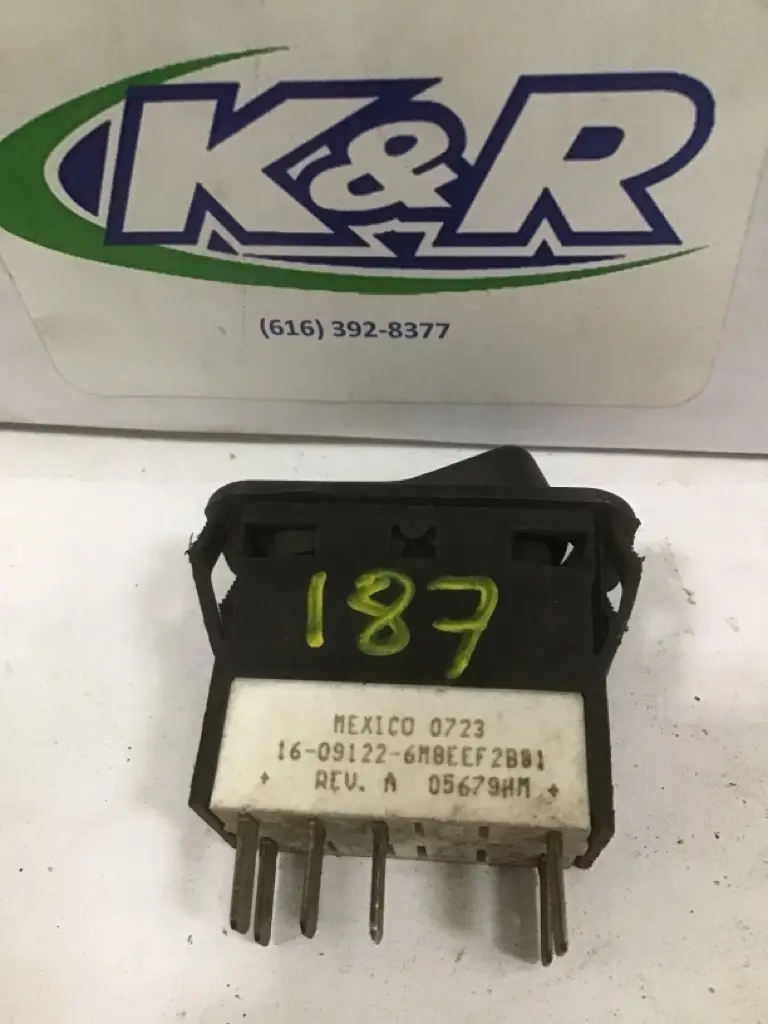 K&R
(616) 392-8377
187
MEXICO 0723
16-09122-6M8EEF2B01
+ REV. A 05679HM +